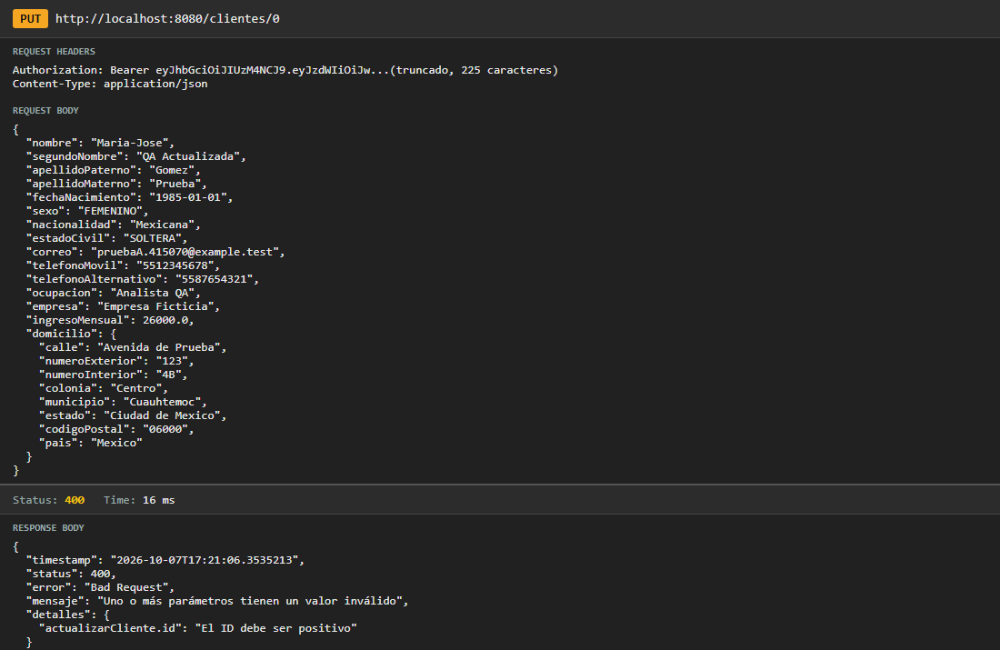 PUT http://localhost:8080/clientes/0
REQUEST HEADERS
Authorization: Bearer eyJhbGciOiJIUzM4NCJ9.eyJzdWIiOiJw...(truncado, 225 caracteres)
Content-Type: application/json
REQUEST BODY
{
  "nombre": "Maria-Jose",
  "segundoNombre": "QA Actualizada",
  "apellidoPaterno": "Gomez",
  "apellidoMaterno": "Prueba",
  "fechaNacimiento": "1985-01-01",
  "sexo": "FEMENINO",
  "nacionalidad": "Mexicana",
  "estadoCivil": "SOLTERA",
  "correo": "pruebaA.415070@example.test",
  "telefonoMovil": "5512345678",
  "telefonoAlternativo": "5587654321",
  "ocupacion": "Analista QA",
  "empresa": "Empresa Ficticia",
  "ingresoMensual": 26000.0,
  "domicilio": {
    "calle": "Avenida de Prueba",
    "numeroExterior": "123",
    "numeroInterior": "4B",
    "colonia": "Centro",
    "municipio": "Cuauhtemoc",
    "estado": "Ciudad de Mexico",
    "codigoPostal": "06000",
    "pais": "Mexico"
  }
}
Status: 400 Time: 16 ms
RESPONSE BODY
{
  "timestamp": "2026-10-07T17:21:06.3535213",
  "status": 400,
  "error": "Bad Request",
  "mensaje": "Uno o más parámetros tienen un valor inválido",
  "detalles": {
    "actualizarCliente.id": "El ID debe ser positivo"
  }